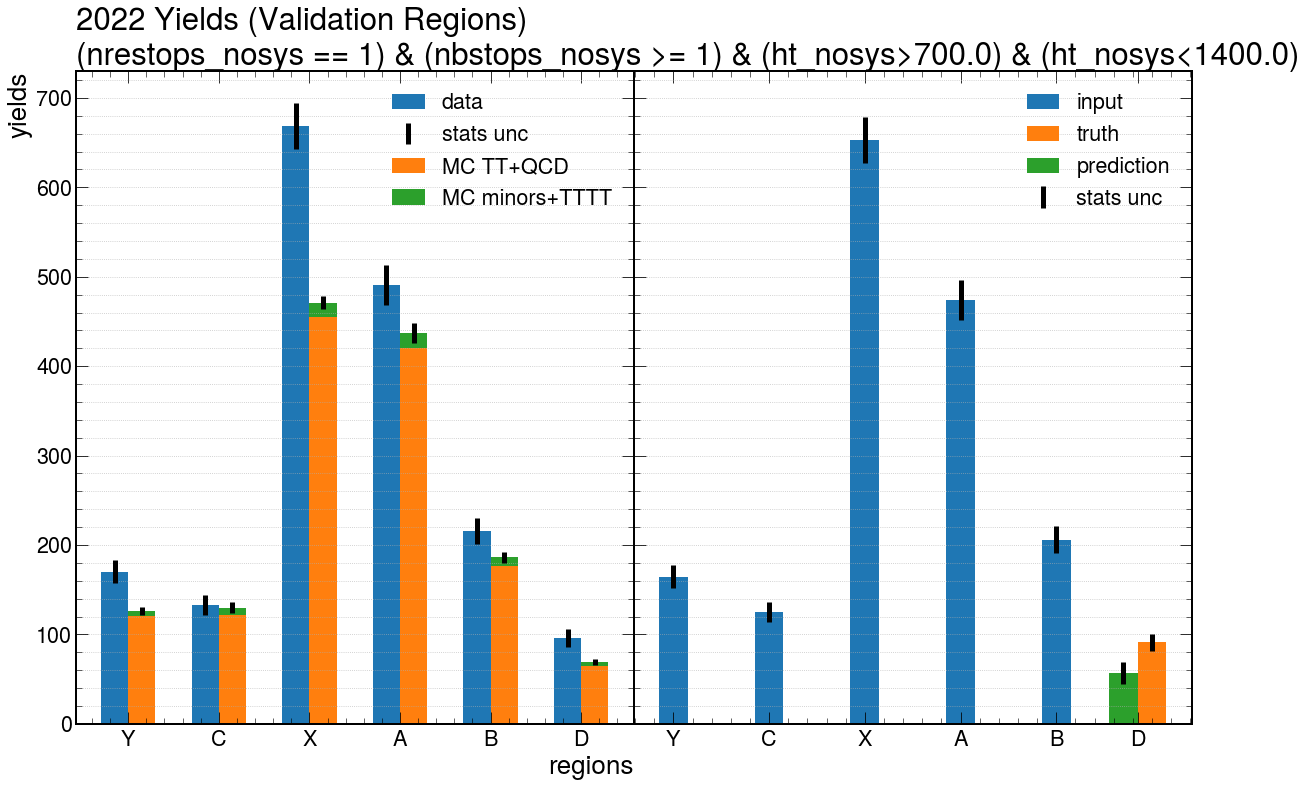 2022 Yields (Validation Regions)
(nrestops_nosys == 1) & (nbstops_nosys >= 1) & (ht_nosys>700.0) & (ht_nosys<1400.0)
yields
700
600
500
400
300
200
100
0
data
stats unc
MC TT+QCD
MC minors+TTTT
input
truth
prediction
stats unc
Y C X A B D
Y C X A B D
regions